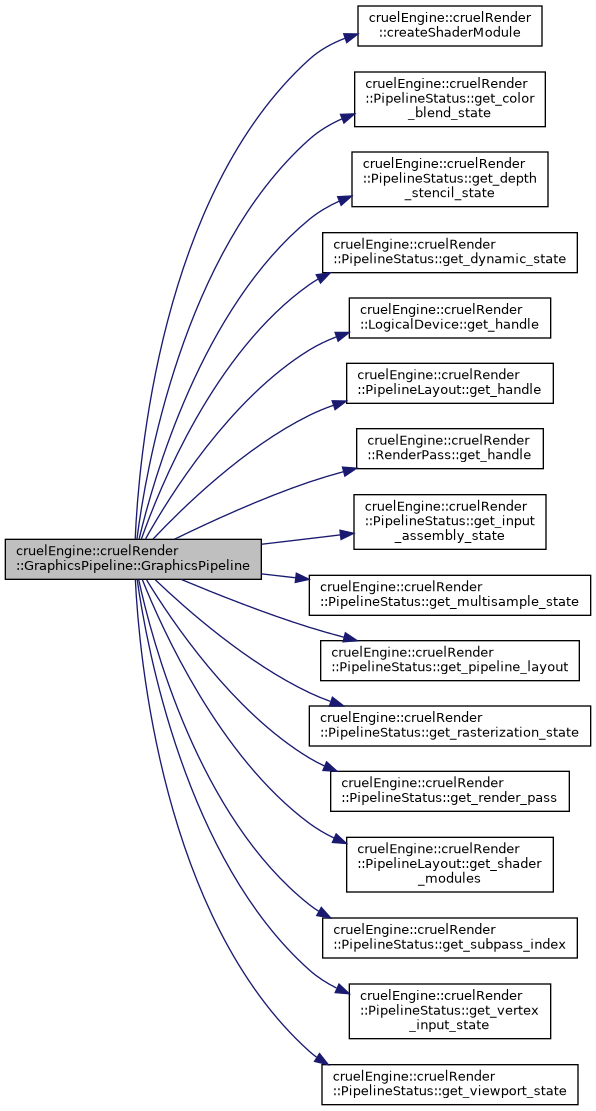 cruelEngine::cruelRender
::createShaderModule
cruelEngine::cruelRender
::PipelineStatus::get_color
_blend_state
cruelEngine::cruelRender
::PipelineStatus::get_depth
_stencil_state
cruelEngine::cruelRender
::PipelineStatus::get_dynamic_state
cruelEngine::cruelRender
::LogicalDevice::get_handle
cruelEngine::cruelRender
::PipelineLayout::get_handle
cruelEngine::cruelRender
::RenderPass::get_handle
cruelEngine::cruelRender
::PipelineStatus::get_input
_assembly_state
cruelEngine::cruelRender
::GraphicsPipeline::GraphicsPipeline
cruelEngine::cruelRender
::PipelineStatus::get_multisample_state
cruelEngine::cruelRender
::PipelineStatus::get_pipeline_layout
cruelEngine::cruelRender
::PipelineStatus::get_rasterization_state
cruelEngine::cruelRender
::PipelineStatus::get_render_pass
cruelEngine::cruelRender
::PipelineLayout::get_shader
_modules
cruelEngine::cruelRender
::PipelineStatus::get_subpass_index
cruelEngine::cruelRender
::PipelineStatus::get_vertex
_input_state
cruelEngine::cruelRender
::PipelineStatus::get_viewport_state